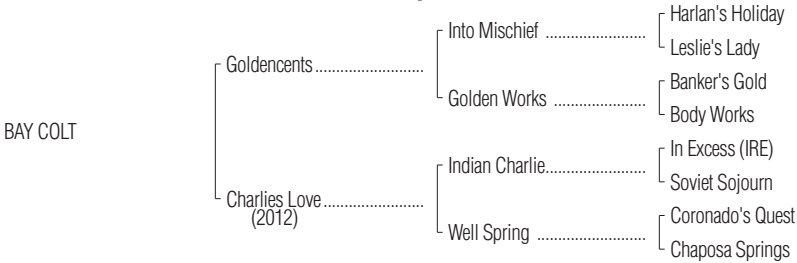 Harlan's Holiday
Into Mischief ........................
Leslie's Lady
Goldencents ..........................
Banker's Gold
Golden Works ......................
Body Works
BAY COLT
In Excess (IRE)
Indian Charlie........................
Soviet Sojourn
Charlies Love ........................
(2012)
Coronado's Quest
Well Spring ..........................
Chaposa Springs